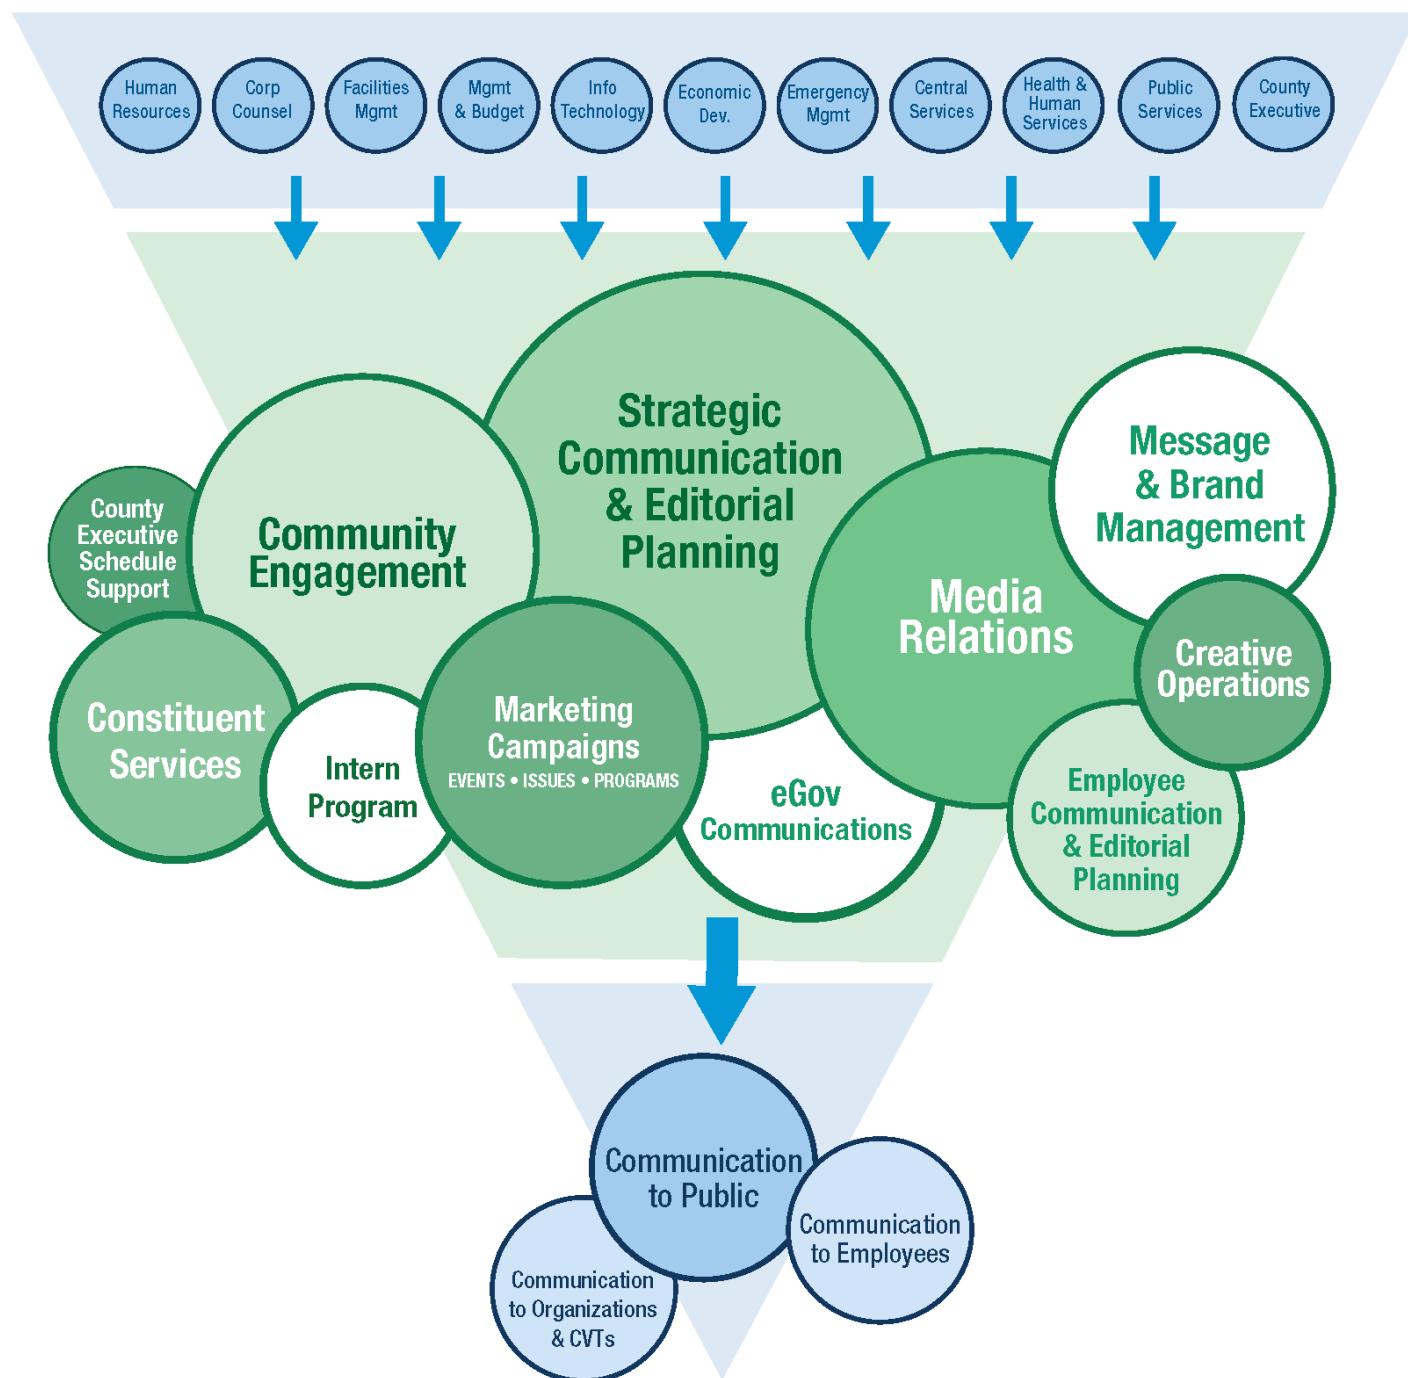 Human
Resources
Corp
Counsel
Facilities
Mgmt
Mgmt
& Budget
Info
Technology
Economic
Dev.
Emergency
Mgmt
Central
Services
Health &
Human
Services
Public
Services
County
Executive
Strategic
Communication
& Editorial
Planning
Message
& Brand
Management
County
Executive
Schedule
Support
Community
Engagement
Media
Relations
Creative
Operations
Constituent
Services
Intern
Program
Marketing
Campaigns
EVENTS • ISSUES • PROGRAMS
eGov
Communications
Employee
Communication
& Editorial
Planning
Communication
to Public
Communication
to Employees
Communication
to Organizations
& CVTs